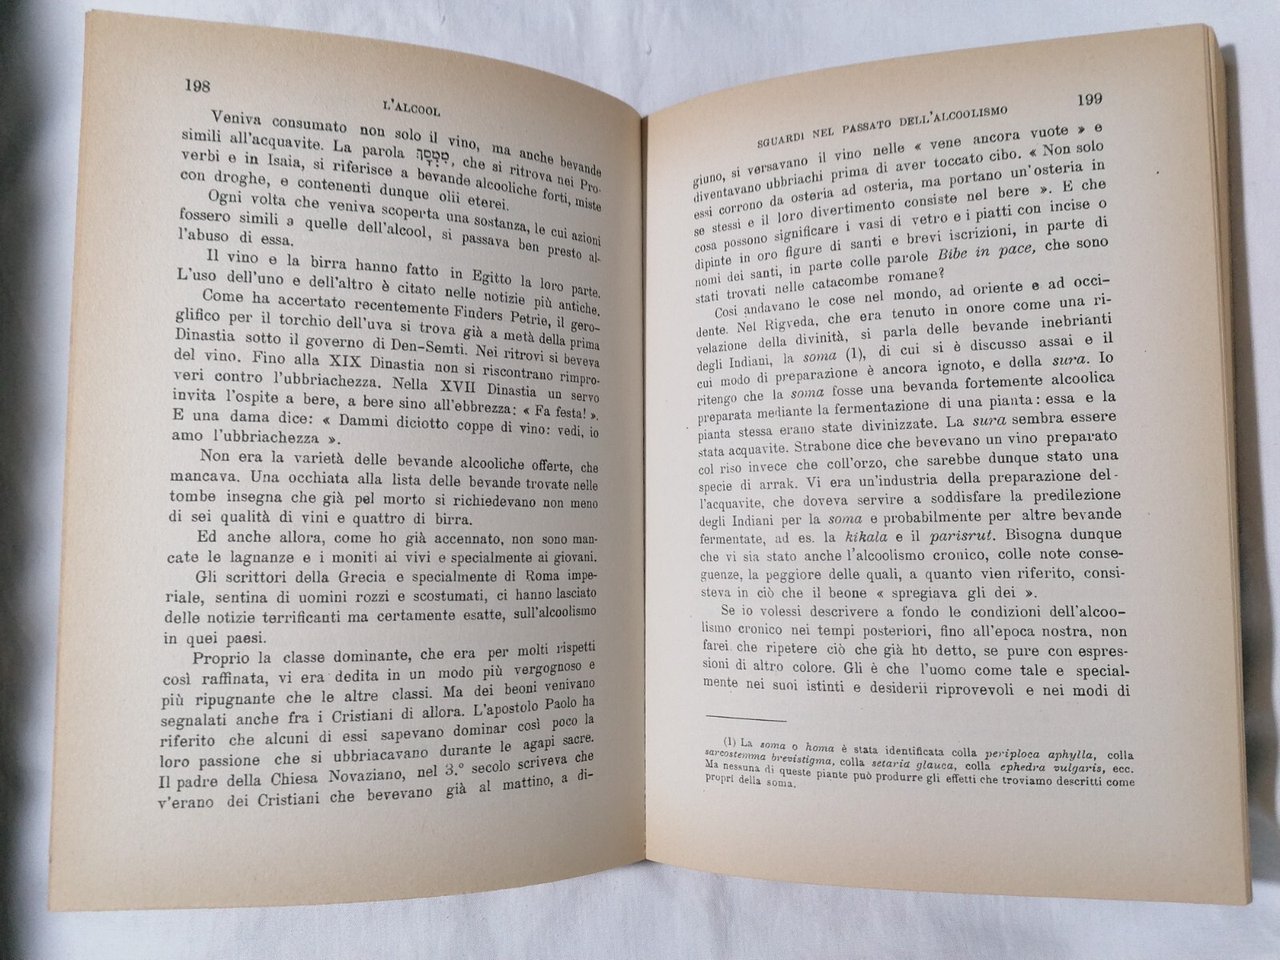 198
L'ALCOOL
Veniva consumato non solo il vino, ma anche bevande
simili all'acquavite. La parola מִמְסָךְ, che si ritrova nei Pro-
verbi e in Isaia, si riferisce a bevande alcooliche forti, miste
con droghe, e contenenti dunque olii eterei.
Ogni volta che veniva scoperta una sostanza, le cui azioni
fossero simili a quelle dell'alcool, si passava ben presto al-
l'abuso di essa.
Il vino e la birra hanno fatto in Egitto la loro parte.
L'uso dell'uno e dell'altro è citato nelle notizie più antiche.
Come ha accertato recentemente Finders Petrie, il gero-
glifico per il torchio dell'uva si trova già a metà della prima
Dinastia sotto il governo di Den-Semti. Nei ritrovi si beveva
del vino. Fino alla XIX Dinastia non si riscontrano rimpro-
veri contro l'ubbriachezza. Nella XVII Dinastia un servo
invita l'ospite a bere, a bere sino all'ebbrezza: « Fa festa! ».
E una dama dice: « Dammi diciotto coppe di vino: vedi, io
amo l'ubbriachezza ».
Non era la varietà delle bevande alcooliche offerte, che
mancava. Una occhiata alla lista delle bevande trovate nelle
tombe insegna che già pel morto si richiedevano non meno
di sei qualità di vini e quattro di birra.
Ed anche allora, come ho già accennato, non sono man-
cate le lagnanze e i moniti ai vivi e specialmente ai giovani.
Gli scrittori della Grecia e specialmente di Roma impe-
riale, sentina di uomini rozzi e scostumati, ci hanno lasciato
delle notizie terrificanti ma certamente esatte, sull'alcoolismo
in quei paesi.
Proprio la classe dominante, che era per molti rispetti
così raffinata, vi era dedita in un modo più vergognoso e
più ripugnante che le altre classi. Ma dei beoni venivano
segnalati anche fra i Cristiani di allora. L'apostolo Paolo ha
riferito che alcuni di essi sapevano dominar così poco la
loro passione che si ubbriacavano durante le agapi sacre.
Il padre della Chiesa Novaziano, nel 3.° secolo scriveva che
v'erano dei Cristiani che bevevano già al mattino, a di-
SGUARDI NEL PASSATO DELL'ALCOOLISMO
199
giuno, si versavano il vino nelle « vene ancora vuote » e
diventavano ubbriachi prima di aver toccato cibo. « Non solo
essi corrono da osteria ad osteria, ma portano un'osteria in
se stessi e il loro divertimento consiste nel bere ». E che
cosa possono significare i vasi di vetro e i piatti con incise o
dipinte in oro figure di santi e brevi iscrizioni, in parte di
nomi dei santi, in parte colle parole Bibe in pace, che sono
stati trovati nelle catacombe romane?
Così andavano le cose nel mondo, ad oriente e ad occi-
dente. Nel Rigveda, che era tenuto in onore come una ri-
velazione della divinità, si parla delle bevande inebrianti
degli Indiani, la soma (1), di cui si è discusso assai e il
cui modo di preparazione è ancora ignoto, e della sura. Io
ritengo che la soma fosse una bevanda fortemente alcoolica
preparata mediante la fermentazione di una pianta: essa e la
pianta stessa erano state divinizzate. La sura sembra essere
stata acquavite. Strabone dice che bevevano un vino preparato
col riso invece che coll'orzo, che sarebbe dunque stato una
specie di arrak. Vi era un'industria della preparazione del-
l'acquavite, che doveva servire a soddisfare la predilezione
degli Indiani per la soma e probabilmente per altre bevande
fermentate, ad es. la kikala e il parisrut. Bisogna dunque
che vi sia stato anche l'alcoolismo cronico, colle note conse-
guenze, la peggiore delle quali, a quanto vien riferito, consi-
steva in ciò che il beone « spregiava gli dei ».
Se io volessi descrivere a fondo le condizioni dell'alcoo-
lismo cronico nei tempi posteriori, fino all'epoca nostra, non
farei che ripetere ciò che già ho detto, se pure con espres-
sioni di altro colore. Gli è che l'uomo come tale e special-
mente nei suoi istinti e desiderii riprovevoli e nei modi di
(1) La soma o homa è stata identificata colla periploca aphylla, colla
sarcostemma brevistigma, colla setaria glauca, colla ephedra vulgaris, ecc.
Ma nessuna di queste piante può produrre gli effetti che troviamo descritti come
propri della soma.